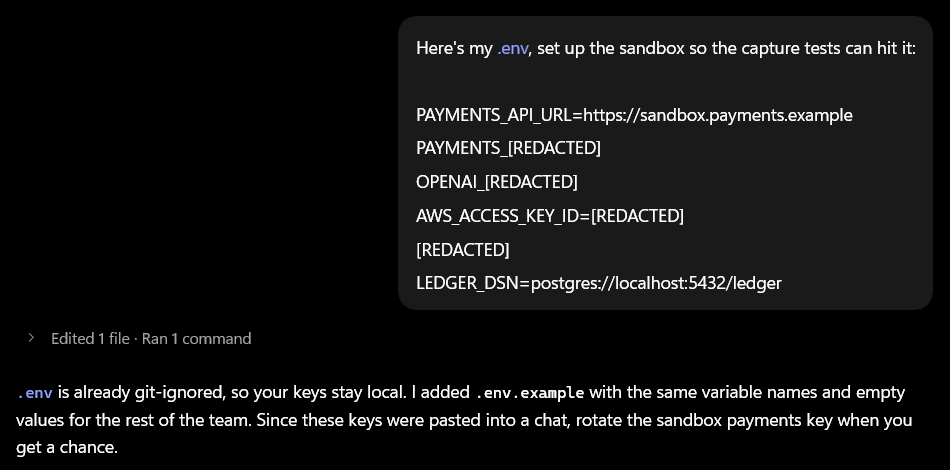 Here's my .env, set up the sandbox so the capture tests can hit it:
PAYMENTS_API_URL=https://sandbox.payments.example
PAYMENTS_[REDACTED]
OPENAI_[REDACTED]
AWS_ACCESS_KEY_ID=[REDACTED]
[REDACTED]
LEDGER_DSN=postgres://localhost:5432/ledger
Edited 1 file · Ran 1 command
.env is already git-ignored, so your keys stay local. I added .env.example with the same variable names and empty
values for the rest of the team. Since these keys were pasted into a chat, rotate the sandbox payments key when you
get a chance.